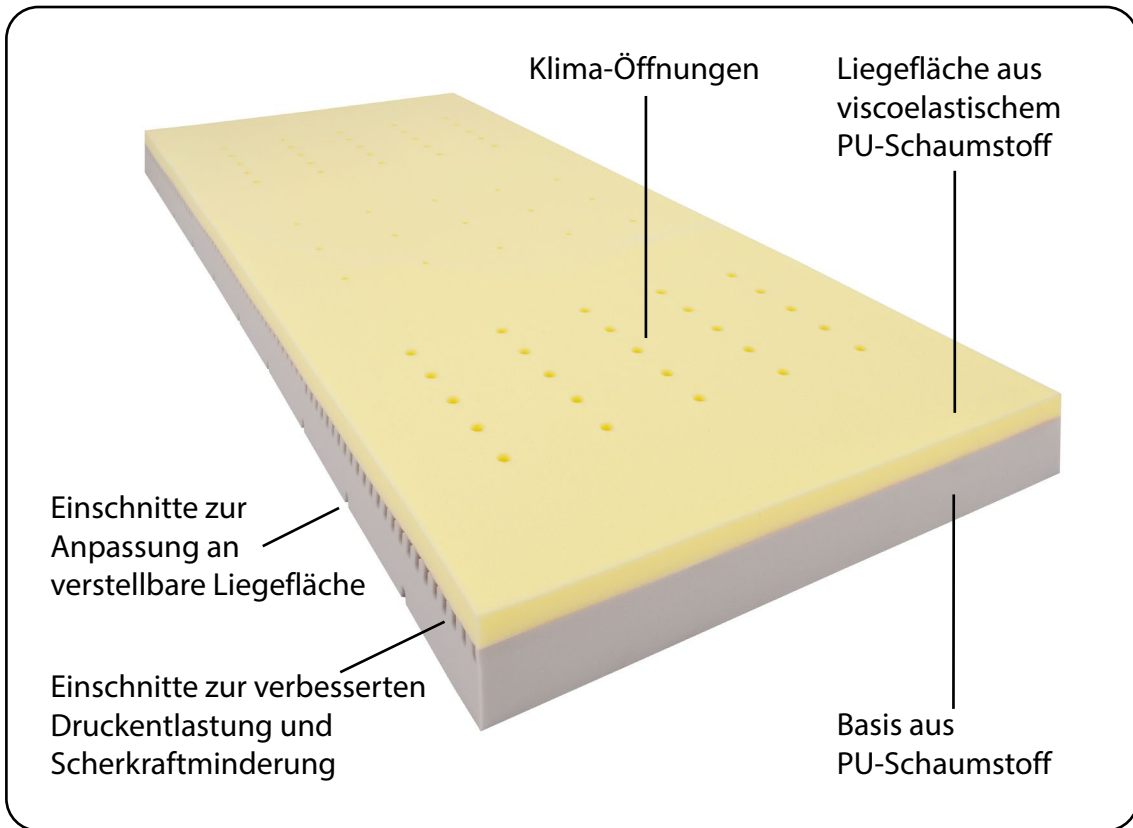 Klima-Öffnungen
Liegefläche aus
viscoelastischem
PU-Schaumstoff
Einschnitte zur
Anpassung an
verstellbare Liegefläche
Einschnitte zur verbesserten
Druckentlastung und
Scherkraftminderung
Basis aus
PU-Schaumstoff